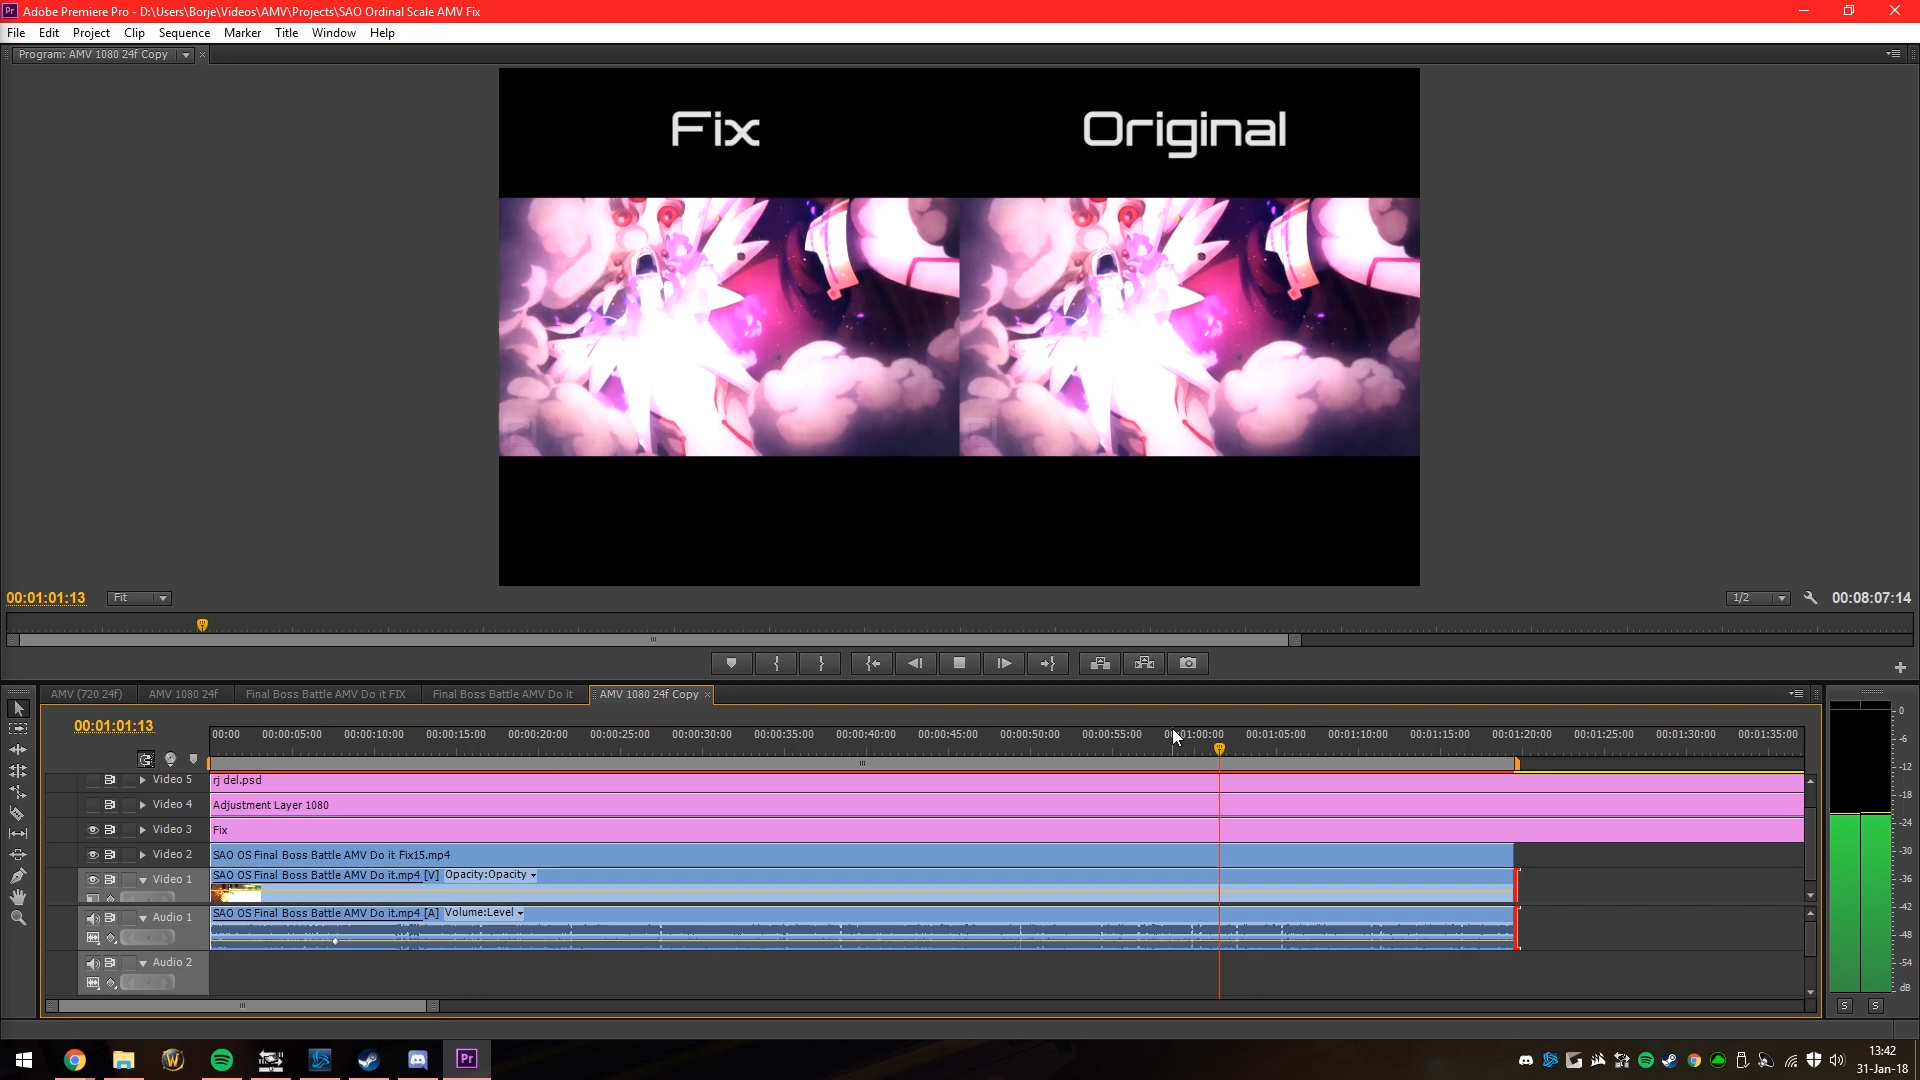 Adobe Premiere Pro - D:\Users\Borje\Videos\AMV\Projects\SAO Ordinal Scale AMV Fix
File Edit Project Clip Sequence Marker Title Window Help
Program: AMV 1080 24f Copy
Fix Original
00:01:01:13 Fit 1/2 00:08:07:14
AMV (720 24f) AMV 1080 24f Final Boss Battle AMV Do it FIX Final Boss Battle AMV Do it AMV 1080 24f Copy
00:01:01:13
00:00 00:00:05:00 00:00:10:00 00:00:15:00 00:00:20:00 00:00:25:00 00:00:30:00 00:00:35:00 00:00:40:00 00:00:45:00 00:00:50:00 00:00:55:00 00:01:00:00 00:01:05:00 00:01:10:00 00:01:15:00 00:01:20:00 00:01:25:00 00:01:30:00 00:01:35:00
Video 5 rj del.psd
Video 4 Adjustment Layer 1080
Video 3 Fix
Video 2 SAO OS Final Boss Battle AMV Do it Fix15.mp4
Video 1 SAO OS Final Boss Battle AMV Do it.mp4 [V] Opacity:Opacity
Audio 1 SAO OS Final Boss Battle AMV Do it.mp4 [A] Volume:Level
Audio 2
0
-6
-12
-18
-24
-30
-36
-42
-48
-54
dB
S S
Pr
13:42
31-Jan-18